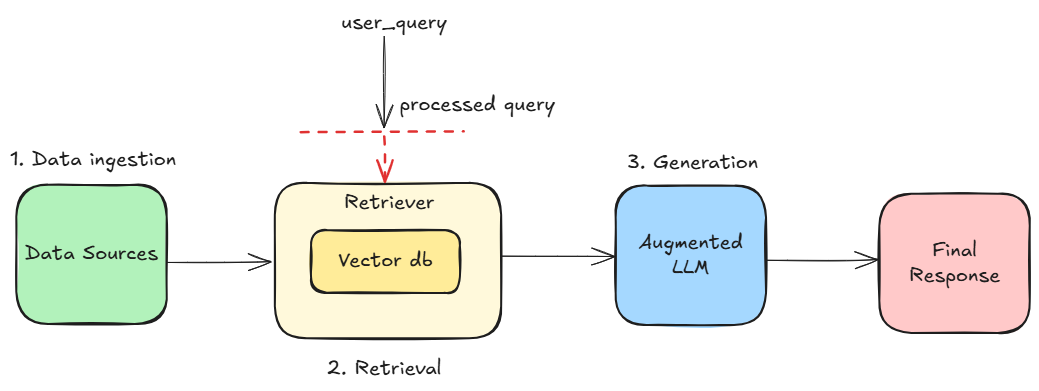 user_query
processed query
1. Data ingestion
3. Generation
Data Sources
Retriever
Vector db
Augmented
LLM
Final
Response
2. Retrieval